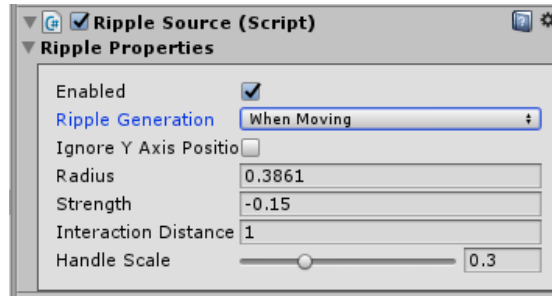 Ripple Source (Script)
Ripple Properties
Enabled
Ripple Generation When Moving
Ignore Y Axis Positio
Radius 0.3861
Strength -0.15
Interaction Distance 1
Handle Scale 0.3